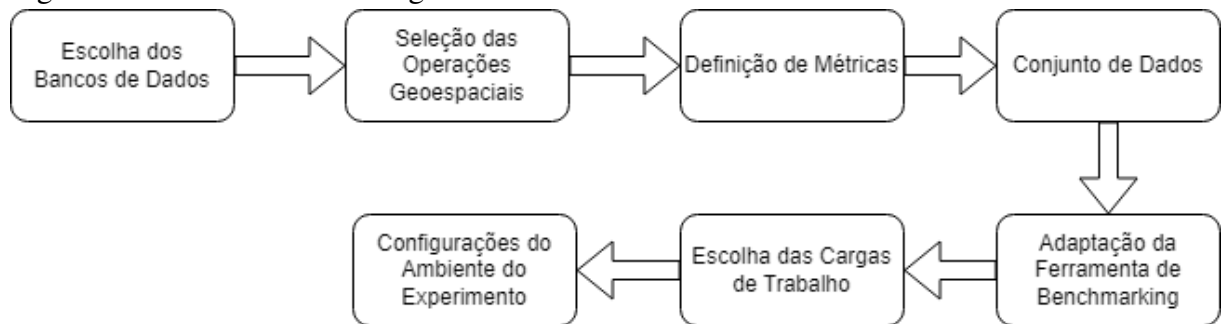 Escolha dos
Bancos de Dados
Seleção das
Operações
Geoespaciais
Definição de Métricas
Conjunto de Dados
Adaptação da
Ferramenta de
Benchmarking
Escolha das Cargas
de Trabalho
Configurações do
Ambiente do
Experimento